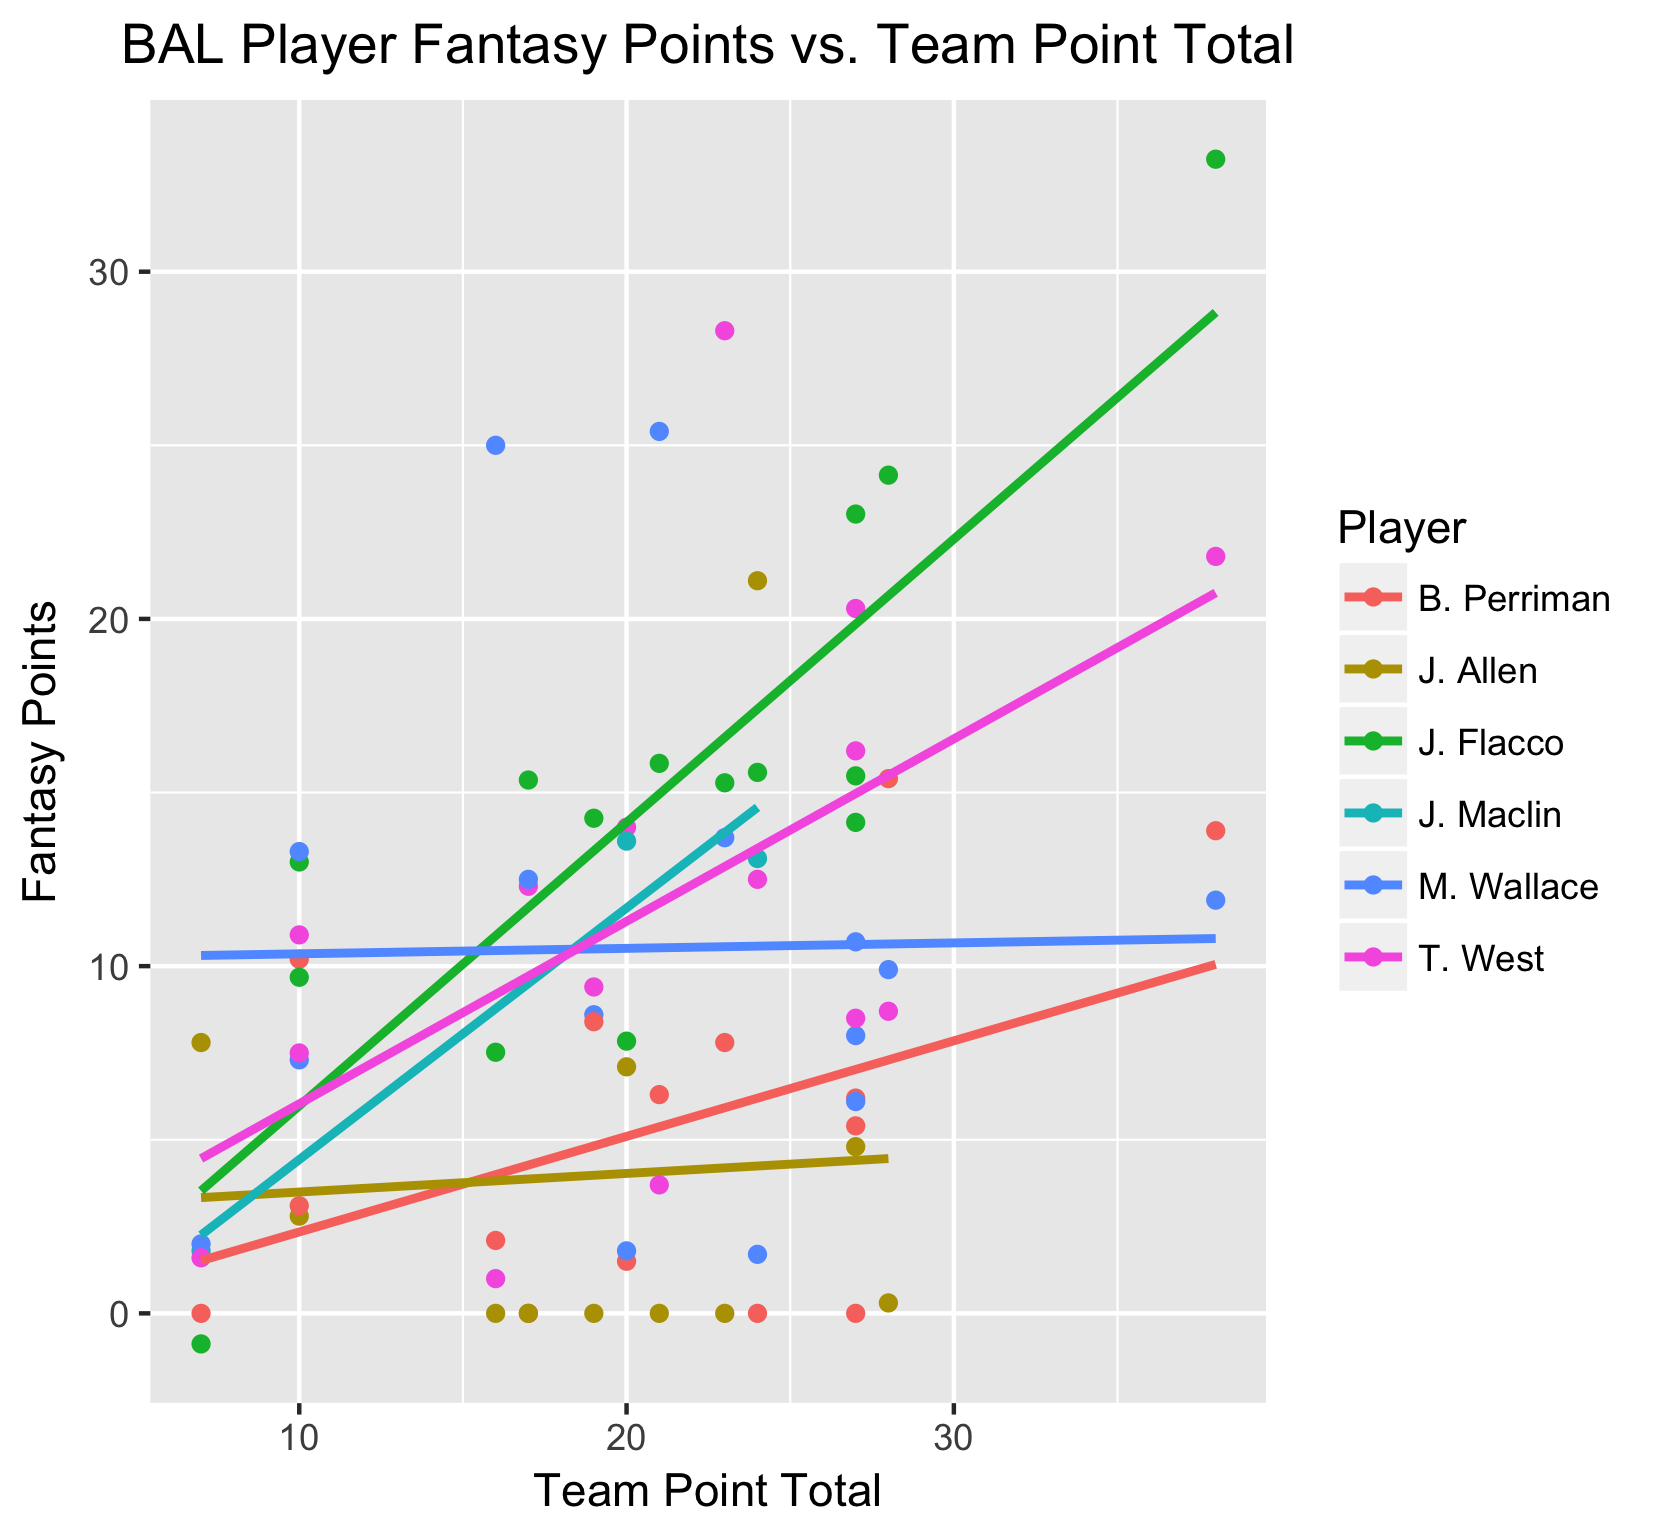 BAL Player Fantasy Points vs. Team Point Total
Fantasy Points
30
20
10
0
10
20
30
Team Point Total
Player
B. Perriman
J. Allen
J. Flacco
J. Maclin
M. Wallace
T. West